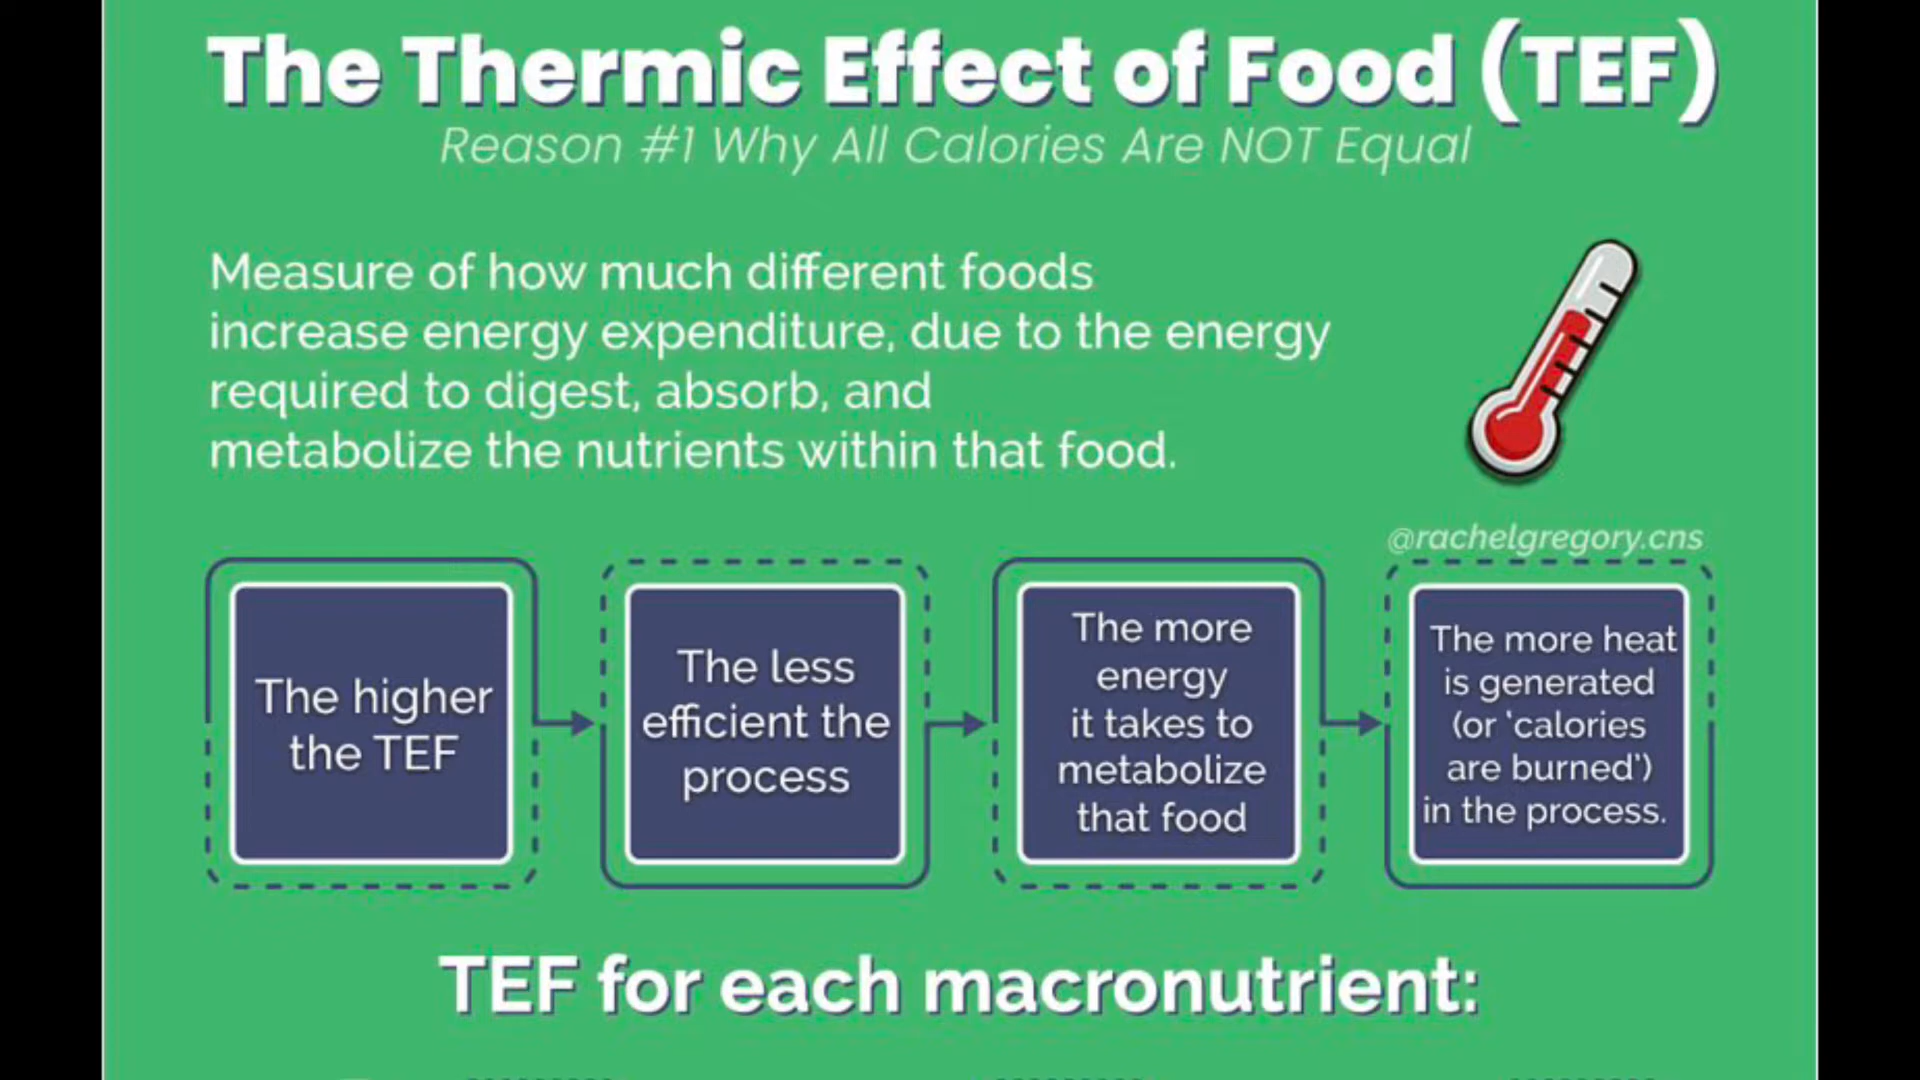 The Thermic Effect of Food (TEF)
Reason #1 Why All Calories Are NOT Equal
Measure of how much different foods
increase energy expenditure, due to the energy
required to digest, absorb, and
metabolize the nutrients within that food.
@rachelgregory.cns
The higher
the TEF
The less
efficient the
process
The more
energy
it takes to
metabolize
that food
The more heat
is generated
(or 'calories
are burned')
in the process.
TEF for each macronutrient: